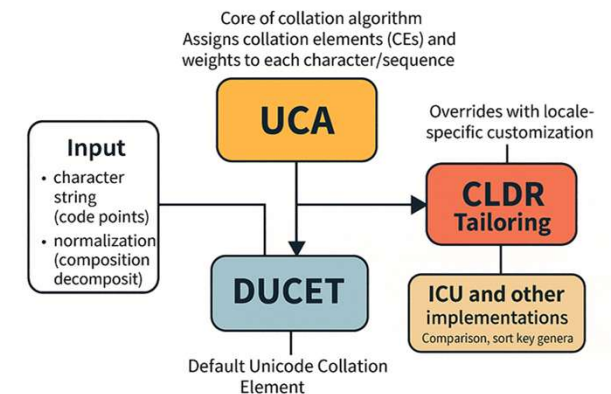 Core of collation algorithm
Assigns collation elements (CEs) and
weights to each character/sequence
UCA
Overrides with locale-
specific customization
Input
• character
string
(code points)
• normalization
(composition
decomposit)
CLDR
Tailoring
DUCET
ICU and other
implementations
Comparison, sort key genera
Default Unicode Collation
Element